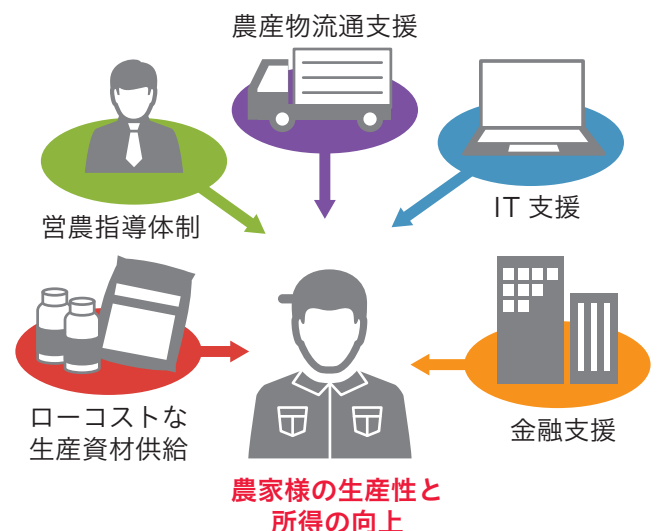 農産物流通支援
営農指導体制
IT 支援
ローコストな
生産資材供給
金融支援
農家様の生産性と
所得の向上